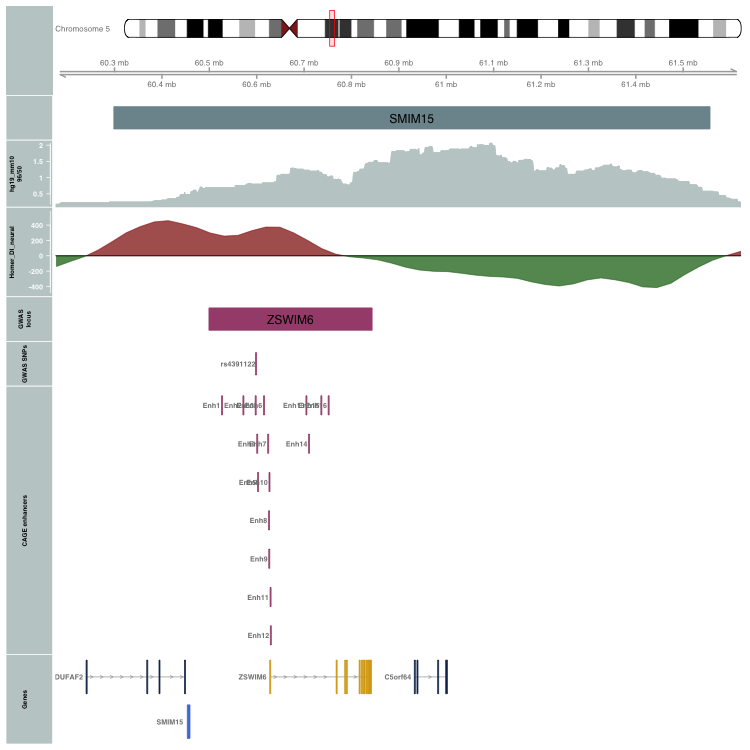 Chromosome 5
60.3 mb 60.5 mb 60.7 mb 60.9 mb 61.1 mb 61.3 mb 61.5 mb
60.4 mb 60.6 mb 60.8 mb 61 mb 61.2 mb 61.4 mb
SMIM15
hg19_mm10
96/50
2
1.5
1
0.5
Homer_DI_neural
400
200
0
-200
-400
GWAS
locus
ZSWIM6
GWAS SNPs
rs4391122
CAGE enhancers
Enh1
Enh7 Enh14
Enh8
Enh9
Enh11
Enh12
Genes
DUFAF2 ZSWIM6 C5orf64
SMIM15